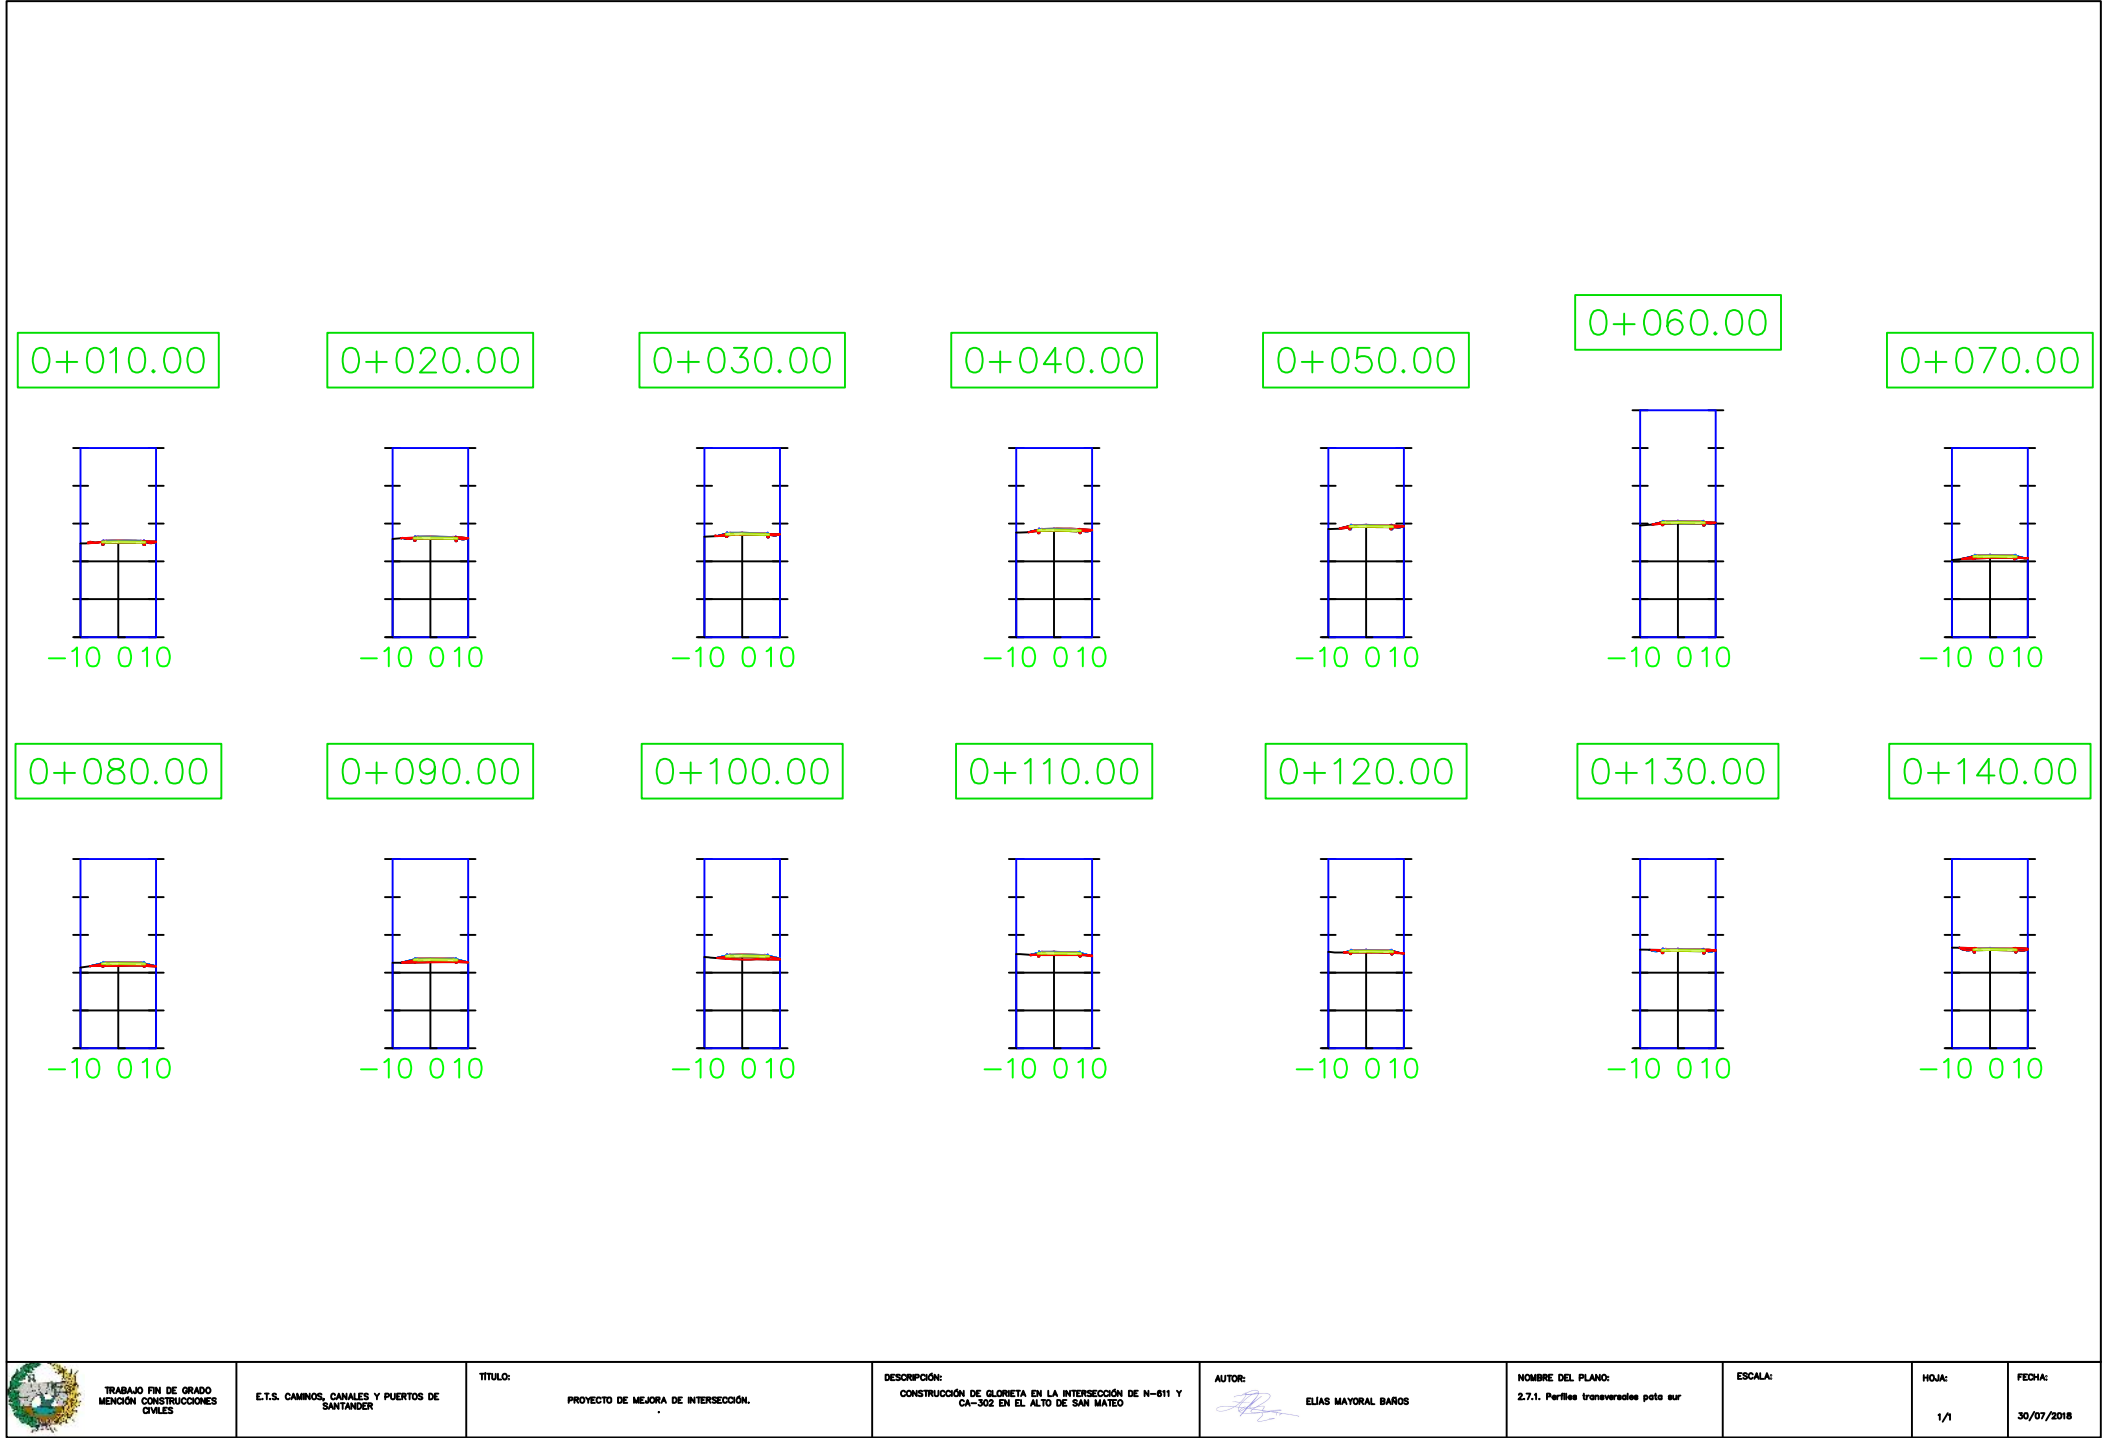 0+060.00
0+010.00 0+020.00 0+030.00 0+040.00 0+050.00 0+070.00
-10 0 10 -10 0 10 -10 0 10 -10 0 10 -10 0 10 -10 0 10 -10 0 10
0+080.00 0+090.00 0+100.00 0+110.00 0+120.00 0+130.00 0+140.00
-10 0 10 -10 0 10 -10 0 10 -10 0 10 -10 0 10 -10 0 10 -10 0 10
TRABAJO FIN DE GRADO
MENCIÓN CONSTRUCCIONES
CIVILES
E.T.S. CAMINOS, CANALES Y PUERTOS DE
SANTANDER
TÍTULO:
PROYECTO DE MEJORA DE INTERSECCIÓN.
.
DESCRIPCIÓN:
CONSTRUCCIÓN DE GLORIETA EN LA INTERSECCIÓN DE N-611 Y
CA-302 EN EL ALTO DE SAN MATEO
AUTOR:
ELÍAS MAYORAL BAÑOS
NOMBRE DEL PLANO:
2.7.1. Perfiles transversales pata sur
ESCALA:
HOJA:
1/1
FECHA:
30/07/2018